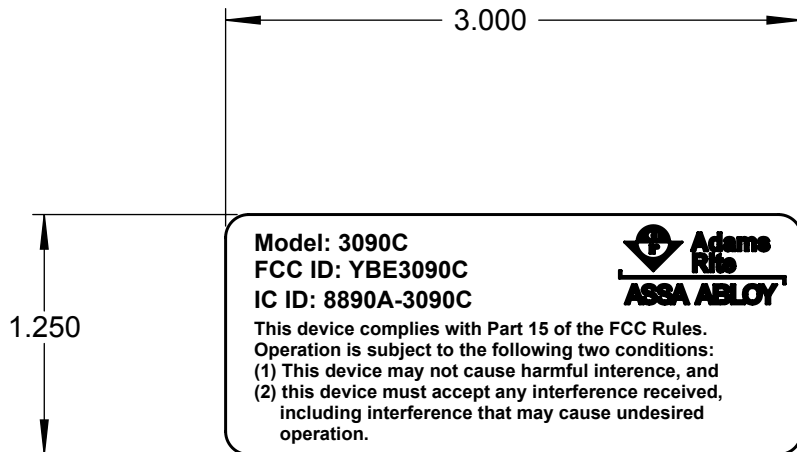 3.000
1.250
Model: 3090C
FCC ID: YBE3090C
IC ID: 8890A-3090C
Adams
Rite
ASSA ABLOY
This device complies with Part 15 of the FCC Rules.
Operation is subject to the following two conditions:
(1) This device may not cause harmful interence, and
(2) this device must accept any interference received,
including interference that may cause undesired
operation.